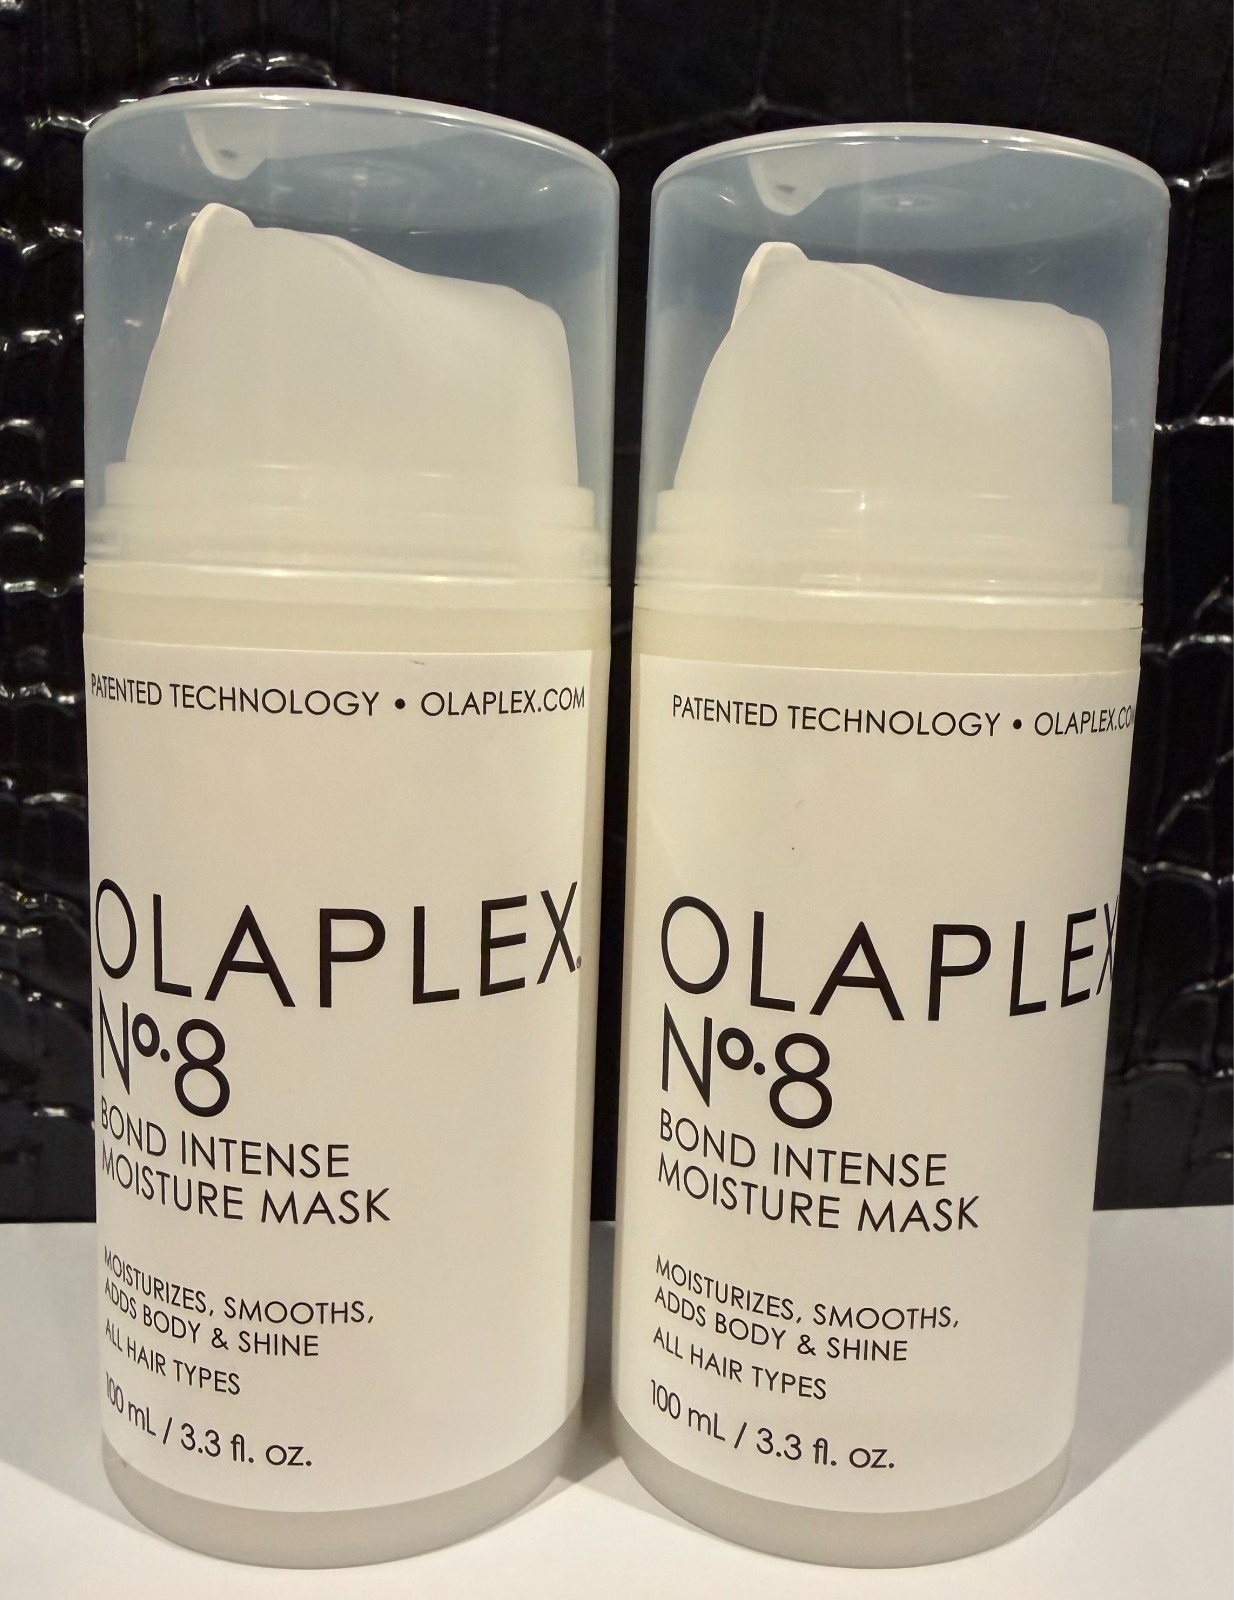 PATENTED TECHNOLOGY • OLAPLEX.COM
OLAPLEX.
Nº.8
BOND INTENSE
MOISTURE MASK
MOISTURIZES, SMOOTHS,
ADDS BODY & SHINE
ALL HAIR TYPES
100 mL / 3.3 fl. oz.
PATENTED TECHNOLOGY • OLAPLEX.COM
OLAPLEX
Nº.8
BOND INTENSE
MOISTURE MASK
MOISTURIZES, SMOOTHS,
ADDS BODY & SHINE
ALL HAIR TYPES
100 mL / 3.3 fl. oz.